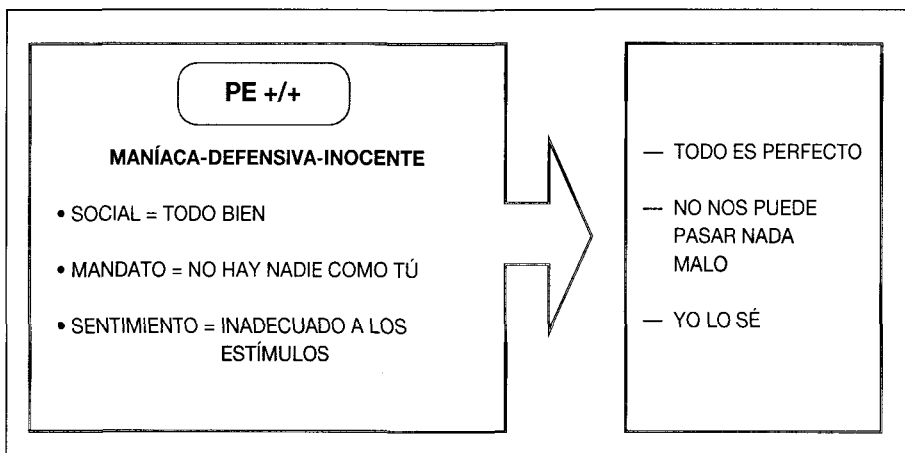 PE +/+
MANÍACA-DEFENSIVA-INOCENTE
• SOCIAL = TODO BIEN
• MANDATO = NO HAY NADIE COMO TÚ
• SENTIMIENTO = INADECUADO A LOS
ESTÍMULOS
— TODO ES PERFECTO
— NO NOS PUEDE
PASAR NADA
MALO
— YO LO SÉ